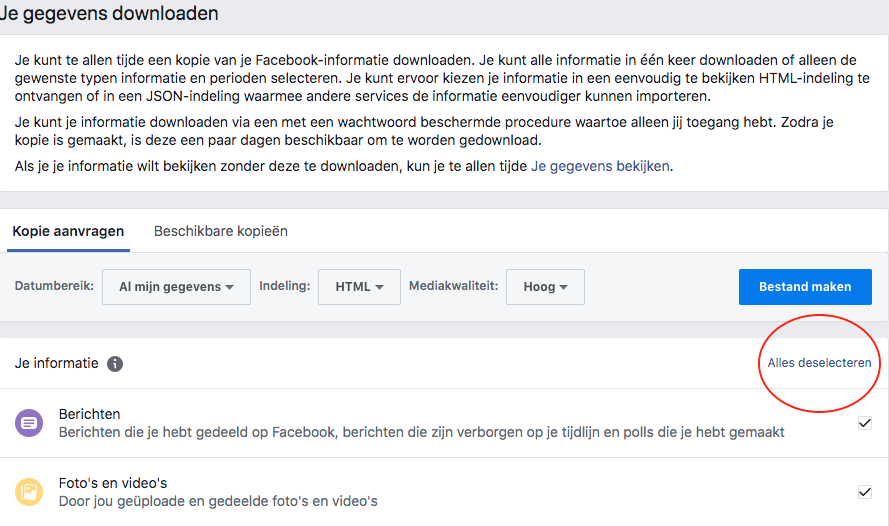 Je gegevens downloaden
Je kunt te allen tijde een kopie van je Facebook-informatie downloaden. Je kunt alle informatie in één keer downloaden of alleen de
gewenste typen informatie en perioden selecteren. Je kunt ervoor kiezen je informatie in een eenvoudig te bekijken HTML-indeling te
ontvangen of in een JSON-indeling waarmee andere services de informatie eenvoudiger kunnen importeren.
Je kunt je informatie downloaden via een met een wachtwoord beschermde procedure waartoe alleen jij toegang hebt. Zodra je
kopie is gemaakt, is deze een paar dagen beschikbaar om te worden gedownload.
Als je je informatie wilt bekijken zonder deze te downloaden, kun je te allen tijde Je gegevens bekijken.
Kopie aanvragen Beschikbare kopieën
Datumbereik: Al mijn gegevens Indeling: HTML Mediakwaliteit: Hoog Bestand maken
Je informatie Alles deselecteren
Berichten
Berichten die je hebt gedeeld op Facebook, berichten die zijn verborgen op je tijdlijn en polls die je hebt gemaakt
Foto's en video's
Door jou geüploade en gedeelde foto's en video's